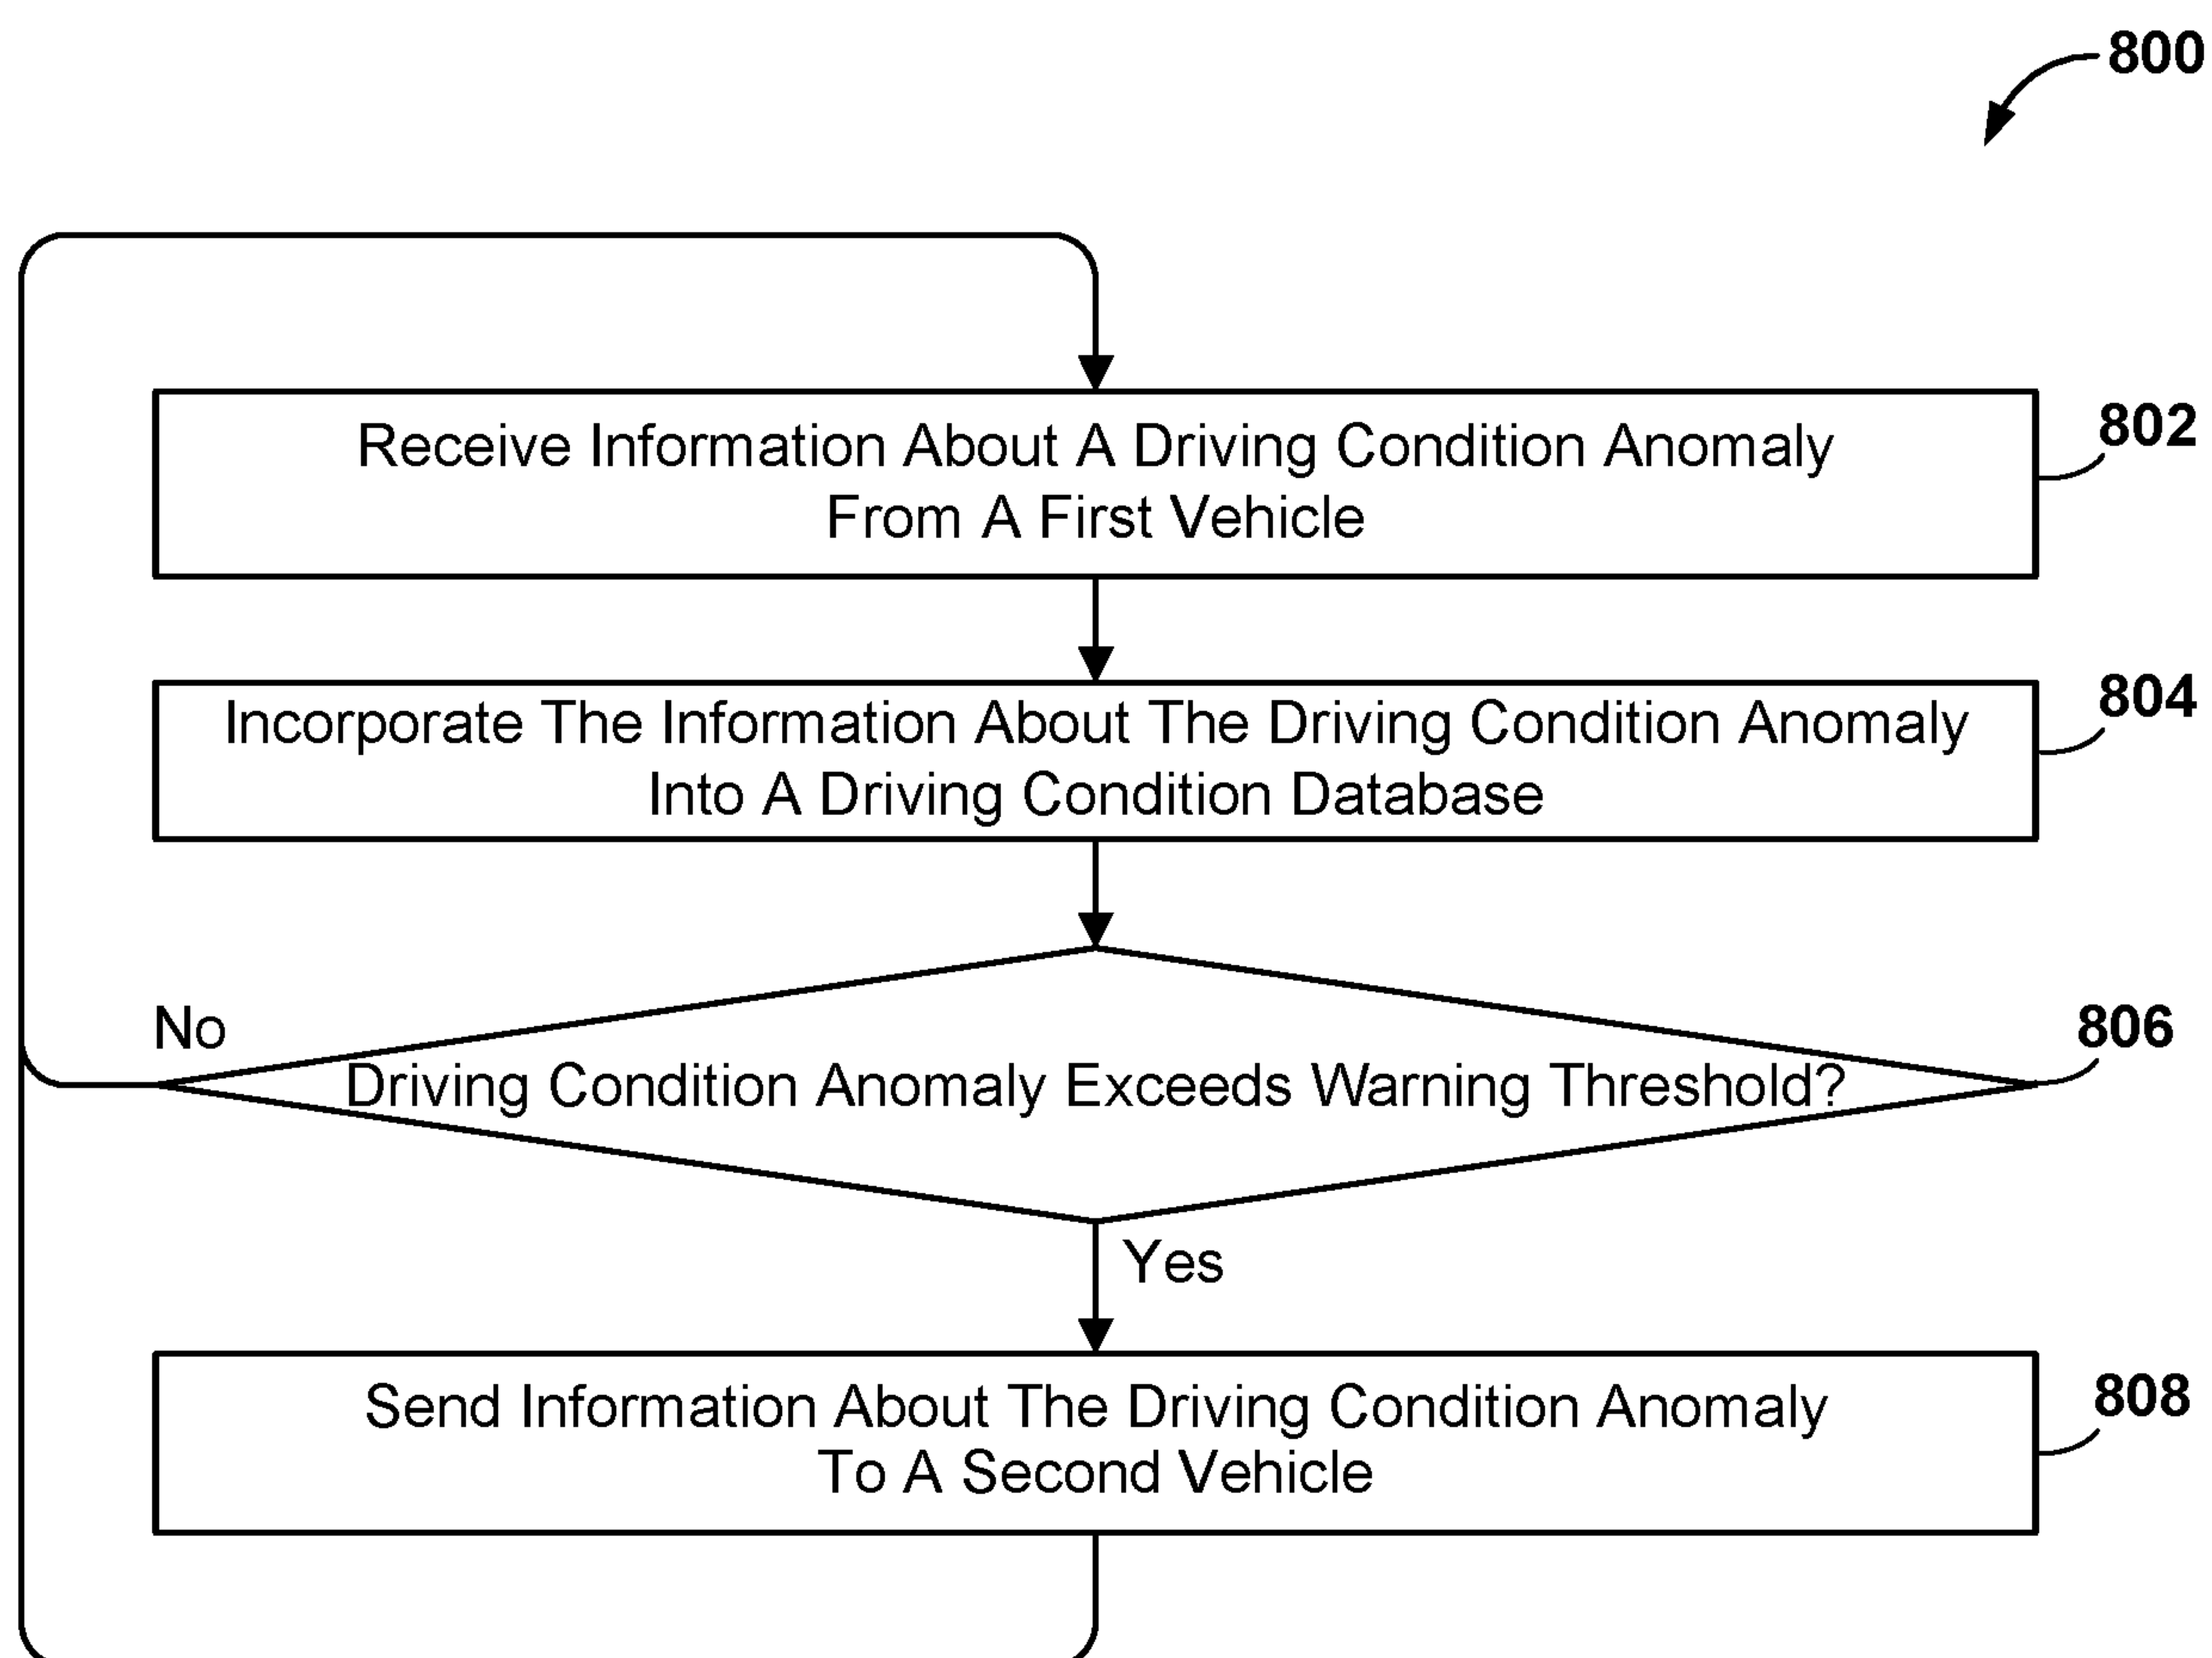 800
Receive Information About A Driving Condition Anomaly
From A First Vehicle
802
Incorporate The Information About The Driving Condition Anomaly
Into A Driving Condition Database
804
No
Driving Condition Anomaly Exceeds Warning Threshold?
806
Yes
Send Information About The Driving Condition Anomaly
To A Second Vehicle
808